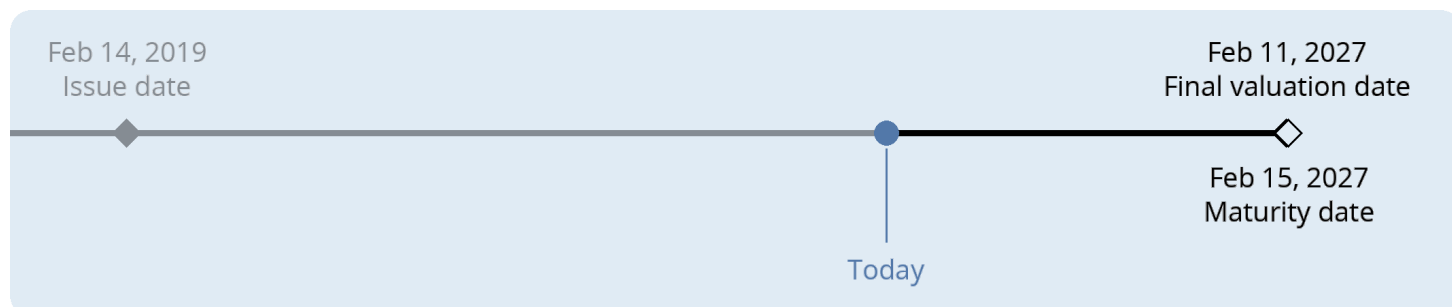 Feb 14, 2019
Issue date
Feb 11, 2027
Final valuation date
Feb 15, 2027
Maturity date
Today